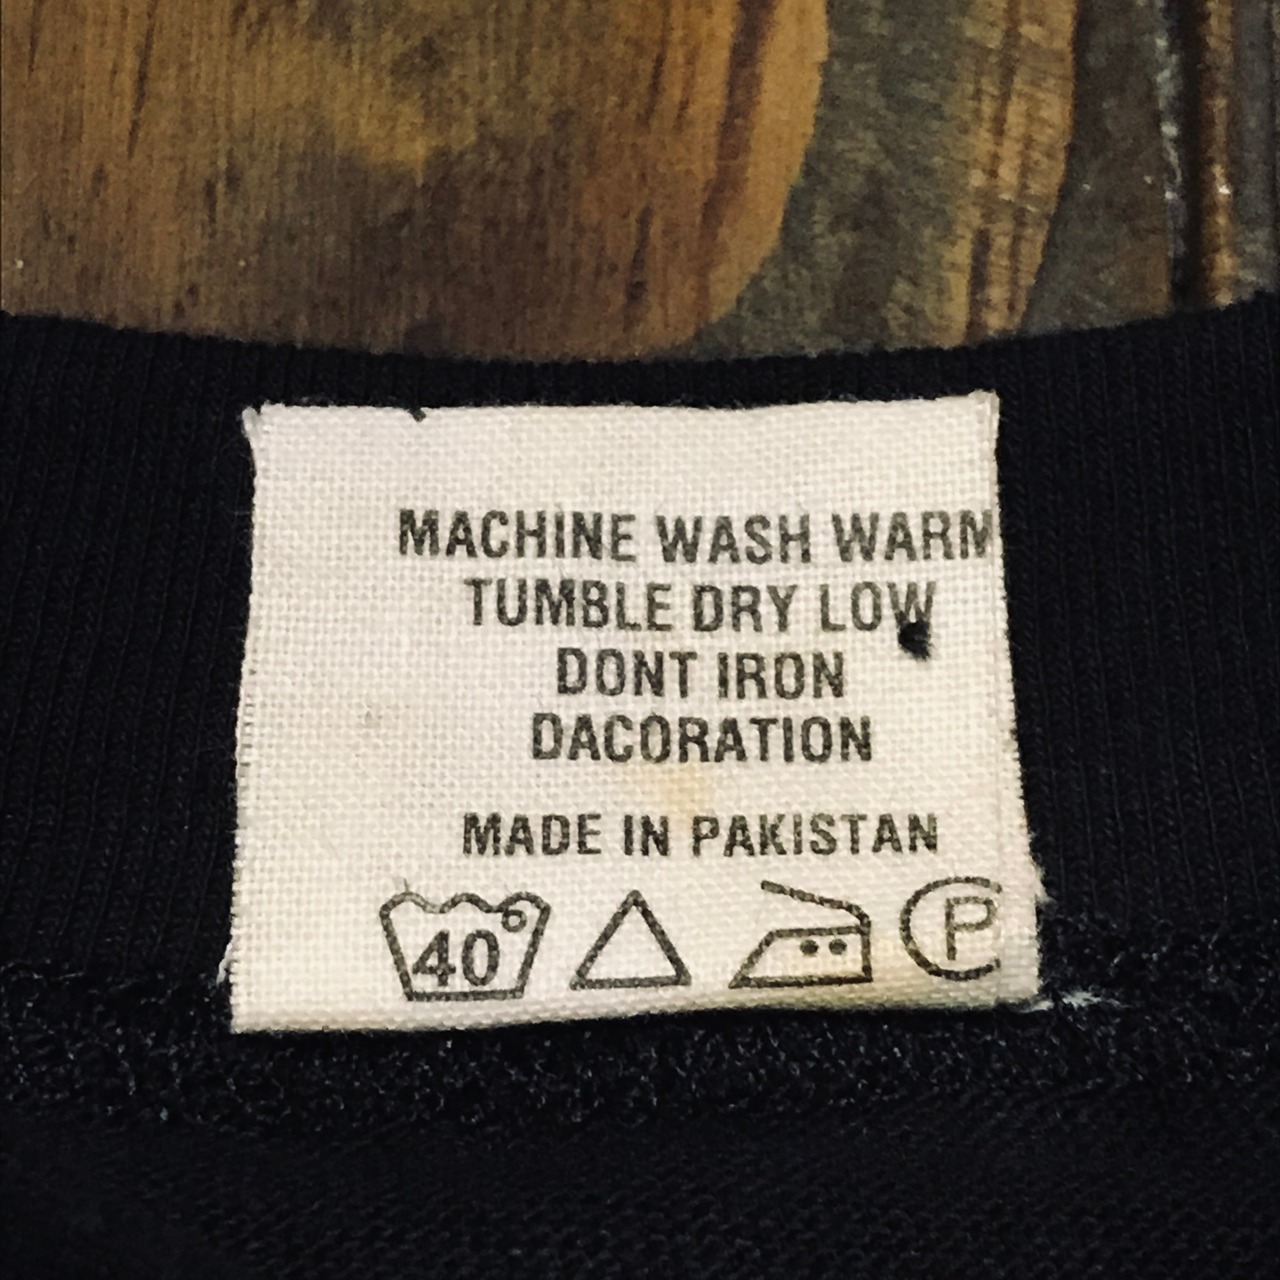 MACHINE WASH WARM
TUMBLE DRY LOW
DONT IRON
DACORATION
MADE IN PAKISTAN
40° P